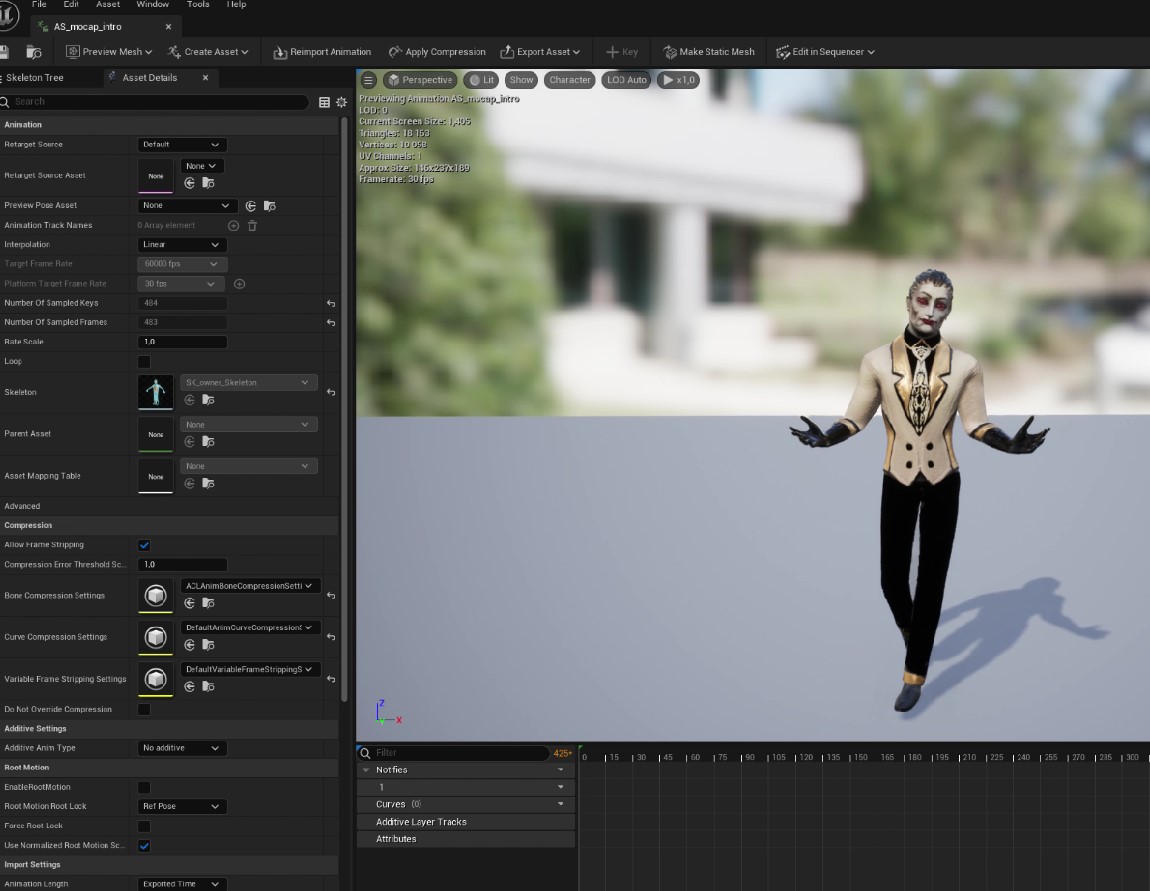 File Edit Asset Window Tools Help
AS_mocap_intro
Preview Mesh Create Asset Reimport Animation Apply Compression Export Asset Key Make Static Mesh Edit in Sequencer
Skeleton Tree Asset Details
Search
Animation
Retarget Source Default
Retarget Source Asset None None
Preview Pose Asset None
Animation Track Names 0 Array element
Interpolation Linear
Target Frame Rate 60000 fps
Platform Target Frame Rate 30 fps
Number Of Sampled Keys 484
Number Of Sampled Frames 483
Rate Scale 1,0
Loop
Skeleton SK_owner_Skeleton
Parent Asset None None
Asset Mapping Table None None
Advanced
Compression
Allow Frame Stripping
Compression Error Threshold Sc... 1,0
Bone Compression Settings ACLAnimBoneCompressionSetti
Curve Compression Settings DefaultAnimCurveCompressionS
Variable Frame Stripping Settings DefaultVariableFrameStrippingS
Do Not Override Compression
Additive Settings
Additive Anim Type No additive
Root Motion
EnableRootMotion
Root Motion Root Lock Ref Pose
Force Root Lock
Use Normalized Root Motion Sc...
Import Settings
Animation Length Exported Time
Perspective Lit Show Character LOD Auto x1,0
Previewing Animation AS_mocap_intro
LOD: 0
Current Screen Size: 1,405
Triangles: 18 153
Vertices: 10 058
UV Channels: 1
Approx Size: 116x237x189
Framerate: 30 fps
Z
Y X
Filter 425+
Notifies
1
Curves (0)
Additive Layer Tracks
Attributes
0 15 30 45 60 75 90 105 120 135 150 165 180 195 210 225 240 255 270 285 300